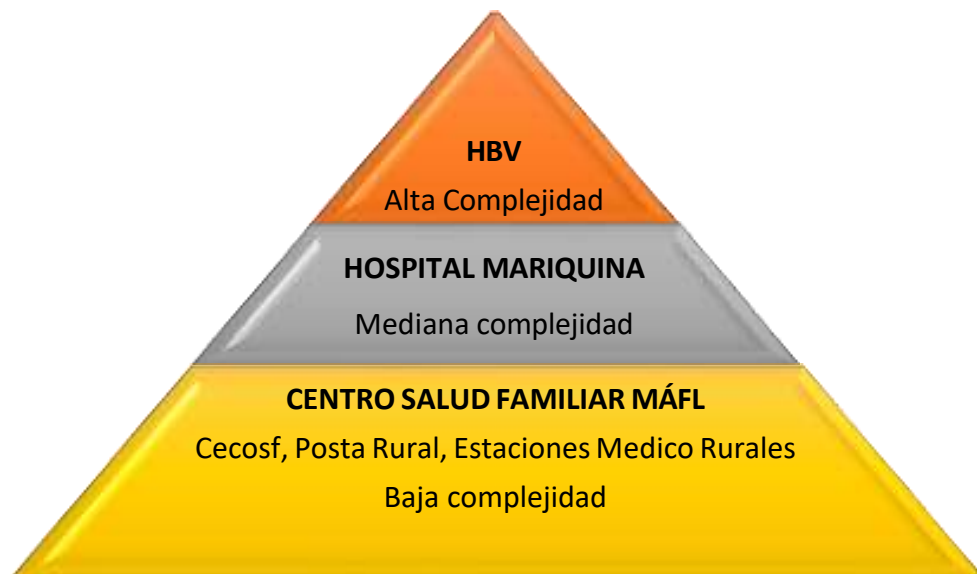 HBV
Alta Complejidad
HOSPITAL MARIQUINA
Mediana complejidad
CENTRO SALUD FAMILIAR MÁFL
Cecosf, Posta Rural, Estaciones Medico Rurales
Baja complejidad